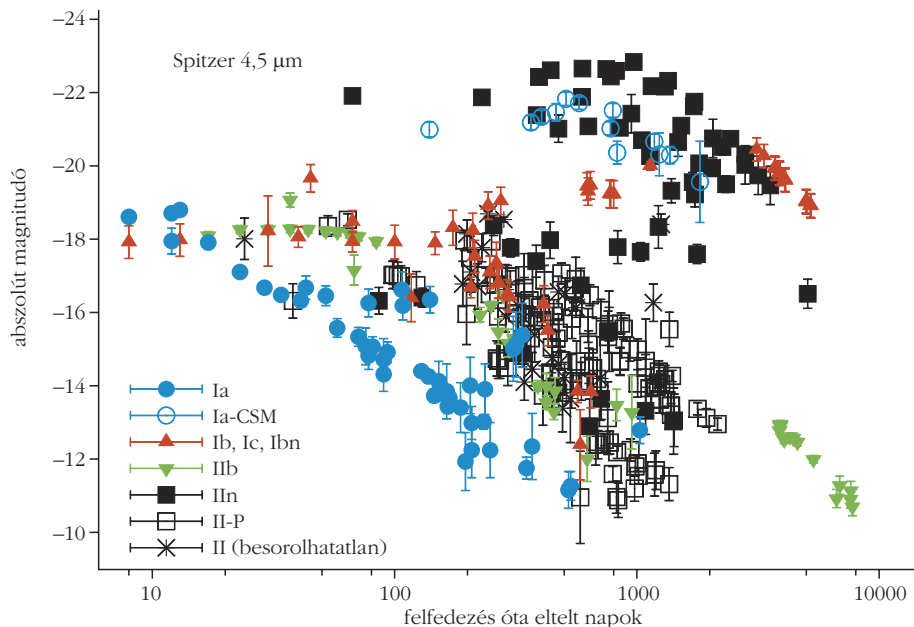 Spitzer 4,5 µm
abszolút magnitudó
−24
−22
−20
−18
−16
−14
−12
−10
Ia
Ia-CSM
Ib, Ic, Ibn
IIb
IIn
II-P
II (besorolhatatlan)
10
100
1000
10000
felfedezés óta eltelt napok